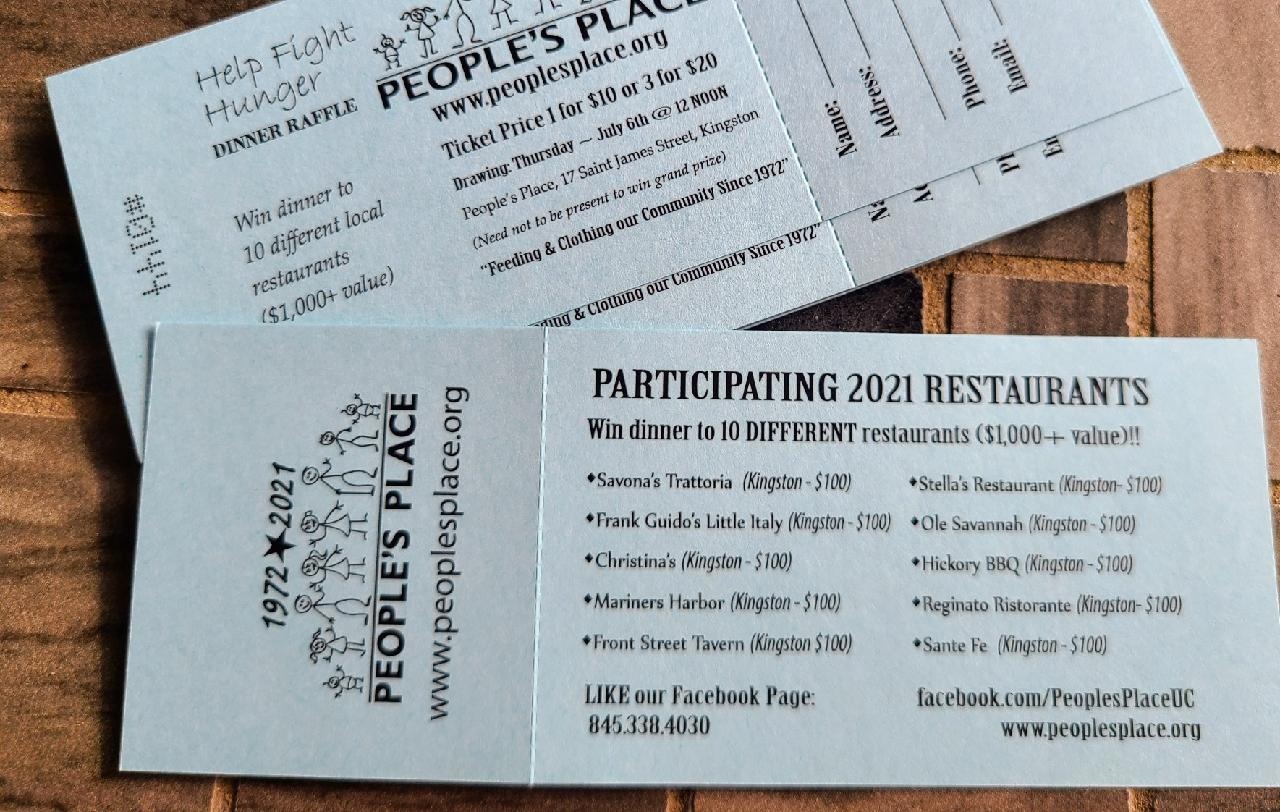 Help Fight
Hunger
DINNER RAFFLE
Win dinner to
10 different local
restaurants
($1,000+ value)
PEOPLE'S PLACE
www.peoplesplace.org
Ticket Price 1 for $10 or 3 for $20
Drawing: Thursday ~ July 6th @ 12 NOON
People's Place, 17 Saint James Street, Kingston
(Need not to be present to win grand prize)
"Feeding & Clothing our Community Since 1972"
Name:
Address:
Phone:
Email:
& Clothing our Community Since 1972"
1972★2021
PEOPLE'S PLACE
www.peoplesplace.org
PARTICIPATING 2021 RESTAURANTS
Win dinner to 10 DIFFERENT restaurants ($1,000+ value)!!
◆Savona's Trattoria (Kingston - $100)
◆Frank Guido's Little Italy (Kingston - $100)
◆Christina's (Kingston - $100)
◆Mariners Harbor (Kingston - $100)
◆Front Street Tavern (Kingston $100)
◆Stella's Restaurant (Kingston- $100)
◆Ole Savannah (Kingston - $100)
◆Hickory BBQ (Kingston - $100)
◆Reginato Ristorante (Kingston- $100)
◆Sante Fe (Kingston - $100)
LIKE our Facebook Page:
845.338.4030
facebook.com/PeoplesPlaceUC
www.peoplesplace.org